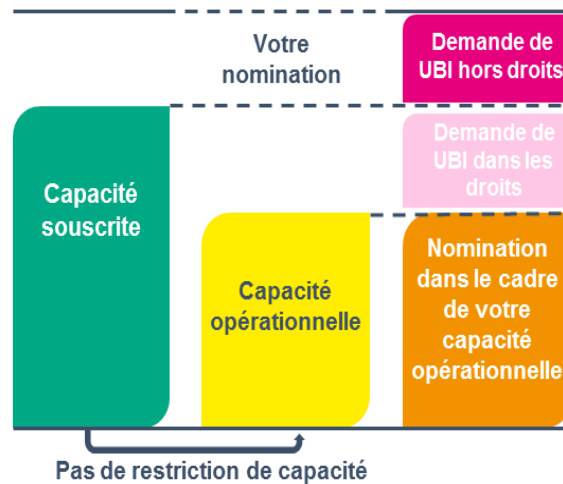 Votre
nomination
Demande de
UBI hors droits
Demande de
UBI dans les
droits
Capacité
souscrite
Capacité
opérationnelle
Nomination
dans le cadre
de votre
capacité
opérationnelle
Pas de restriction de capacité